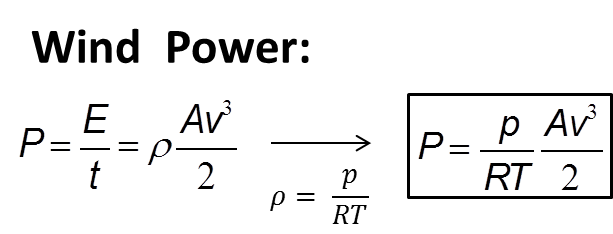 Wind Power:
P = E/t = ρ Av³/2
ρ = p/RT
P = p/RT Av³/2